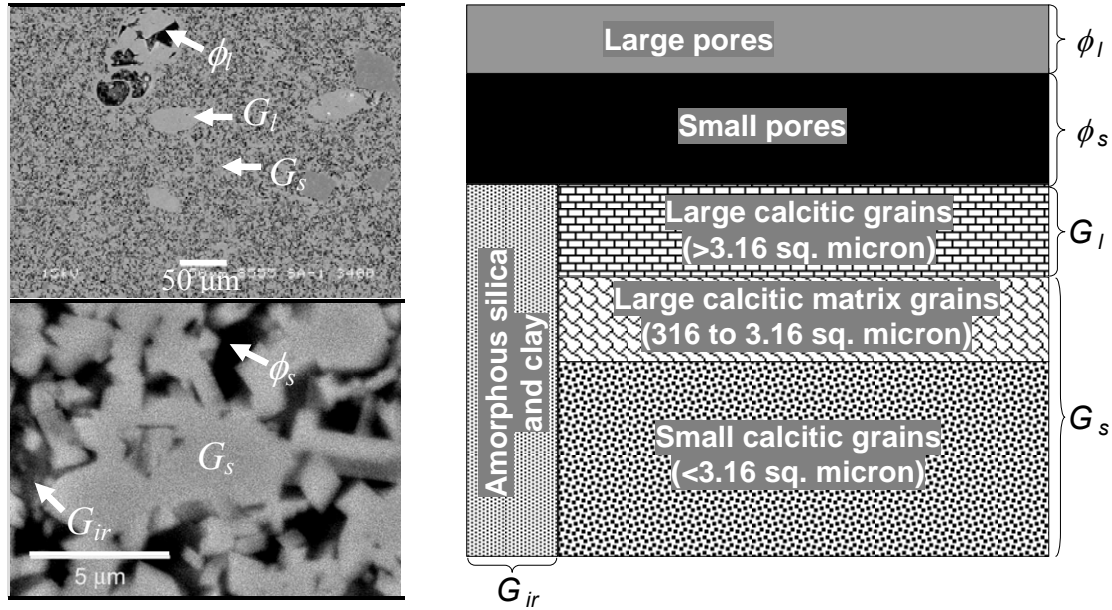 ϕl
Gl
Gs
50 μm
ϕs
Gs
Gir
5 μm
Large pores
ϕl
Small pores
ϕs
Large calcitic grains
(>3.16 sq. micron)
Gl
Large calcitic matrix grains
(316 to 3.16 sq. micron)
Small calcitic grains
(<3.16 sq. micron)
Gs
Amorphous silica
and clay
Gir